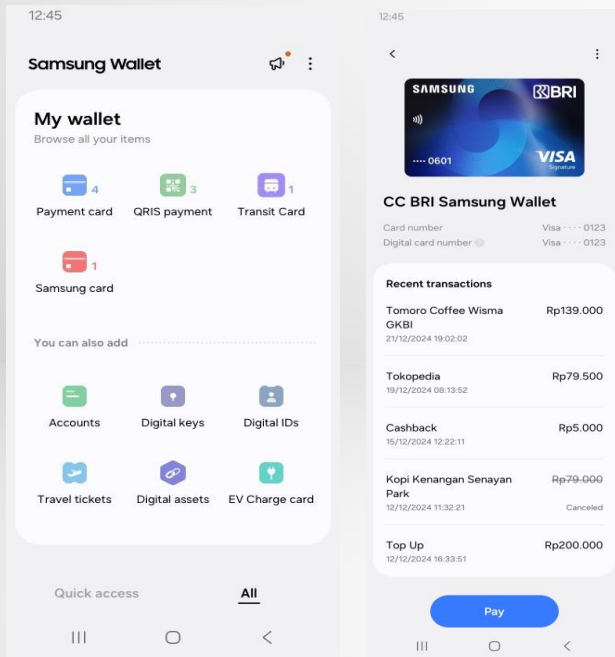 12:45
Samsung Wallet
My wallet
Browse all your items
4
3
1
Payment card
QRIS payment
Transit Card
1
Samsung card
You can also add
Accounts
Digital keys
Digital IDs
Travel tickets
Digital assets
EV Charge card
Quick access
All
12:45
SAMSUNG
BRI
···· 0601
VISA
Signature
CC BRI Samsung Wallet
Card number Visa ···· 0123
Digital card number ? Visa ···· 0123
Recent transactions
Tomoro Coffee Wisma Rp139.000
GKBI
21/12/2024 19:02:02
Tokopedia Rp79.500
19/12/2024 08:13:52
Cashback Rp5.000
15/12/2024 12:22:11
Kopi Kenangan Senayan Rp79.000
Park
12/12/2024 11:32:21 Canceled
Top Up Rp200.000
12/12/2024 16:33:51
Pay